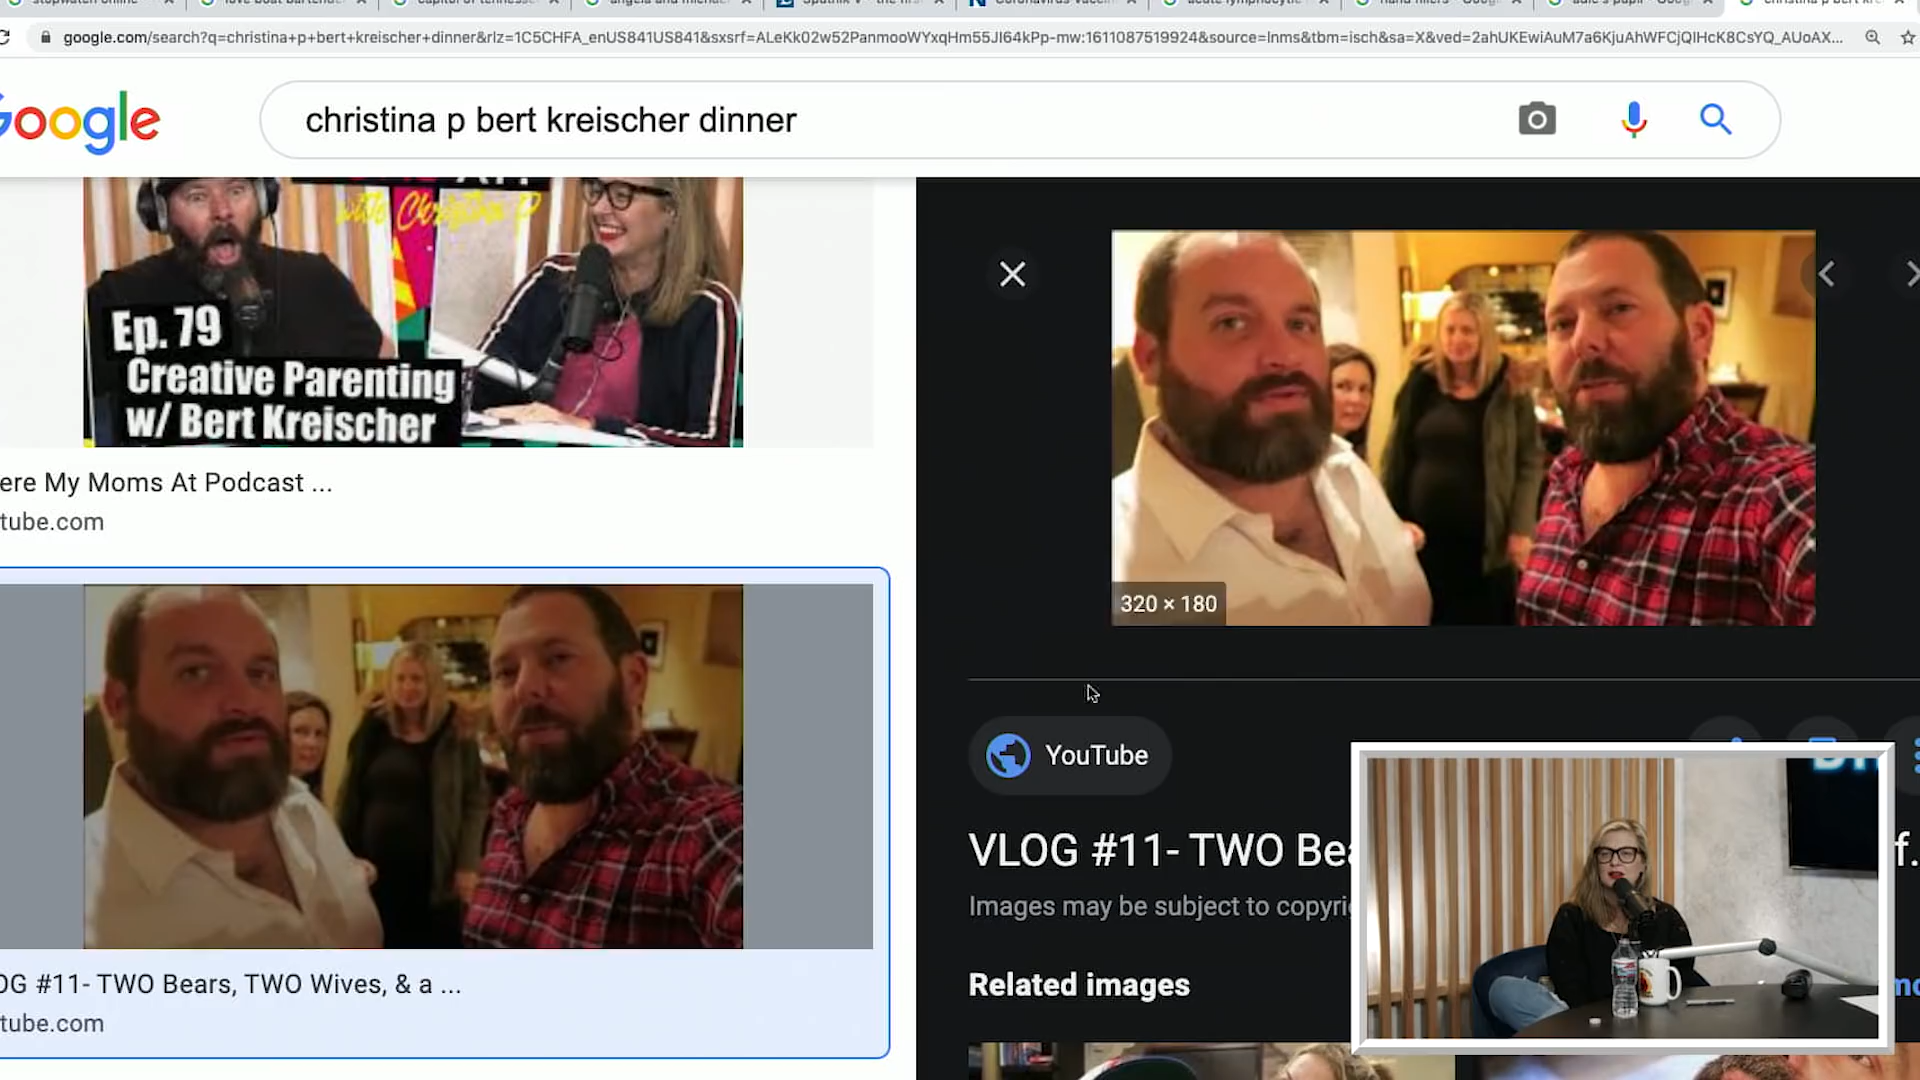 google.com/search?q=christina+p+bert+kreischer+dinner&rlz=1C5CHFA_enUS841US841&sxsrf=ALeKk02w52PanmooWYxqHm55JI64kPp-mw:1611087519924&source=lnms&tbm=isch&sa=X&ved=2ahUKEwiAuM7a6KjuAhWFCjQIHcK8CsYQ_AUoAX...
Google
christina p bert kreischer dinner
with Christina P
Ep. 79
Creative Parenting
w/ Bert Kreischer
ere My Moms At Podcast ...
tube.com
320 × 180
YouTube
VLOG #11- TWO Bea
f.
Images may be subject to copyri
Related images
OG #11- TWO Bears, TWO Wives, & a ...
tube.com